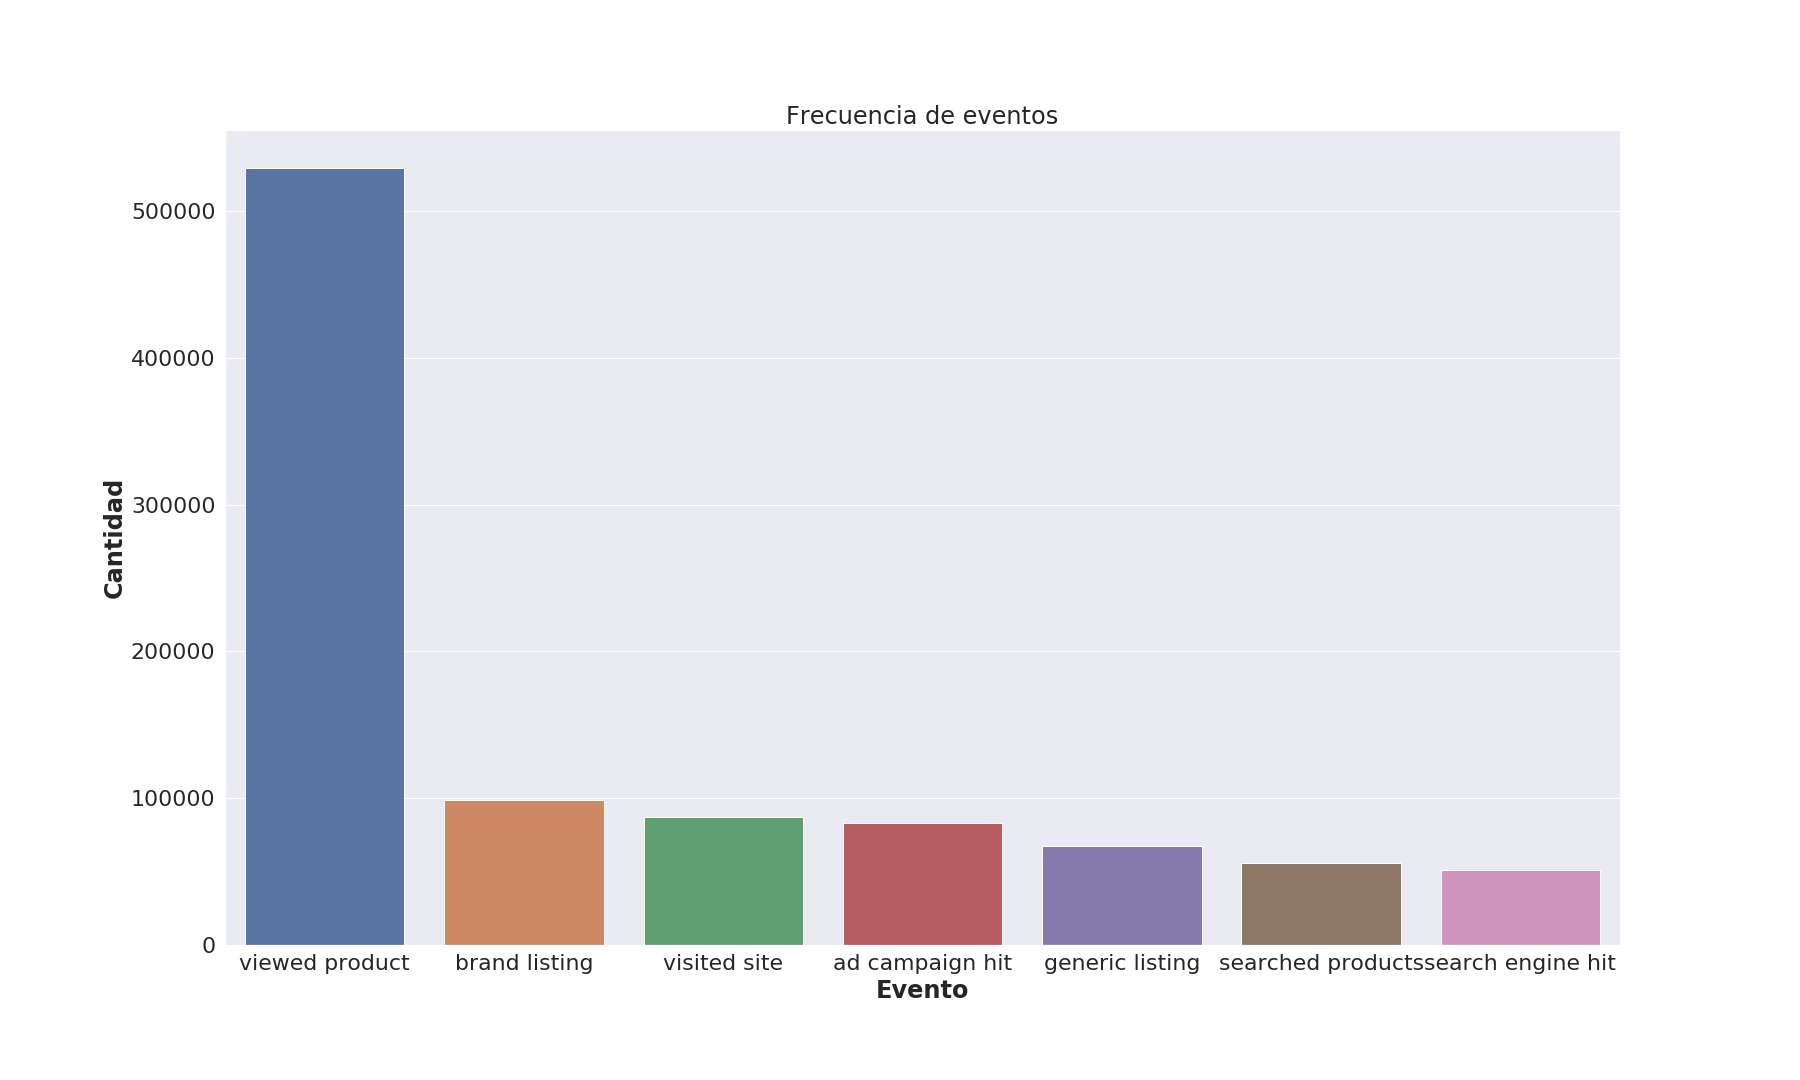 Frecuencia de eventos
500000
400000
300000
200000
100000
0
Cantidad
viewed product
brand listing
visited site
ad campaign hit
generic listing
searched products
search engine hit
Evento